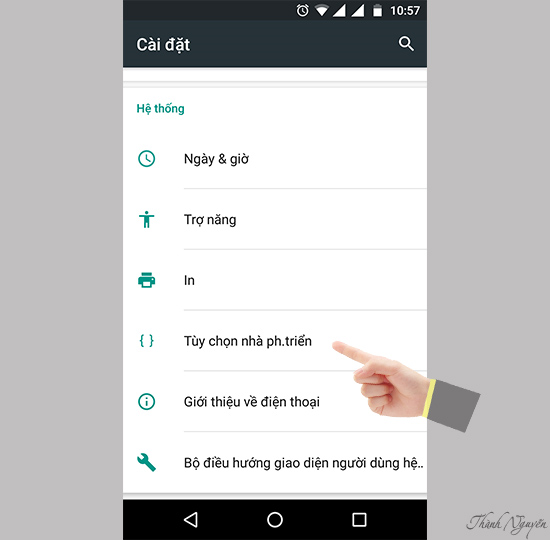 10:57
Cài đặt
Hệ thống
Ngày & giờ
Trợ năng
In
{ } Tùy chọn nhà ph.triển
Giới thiệu về điện thoại
Bộ điều hướng giao diện người dùng hệ..
Thành Nguyên